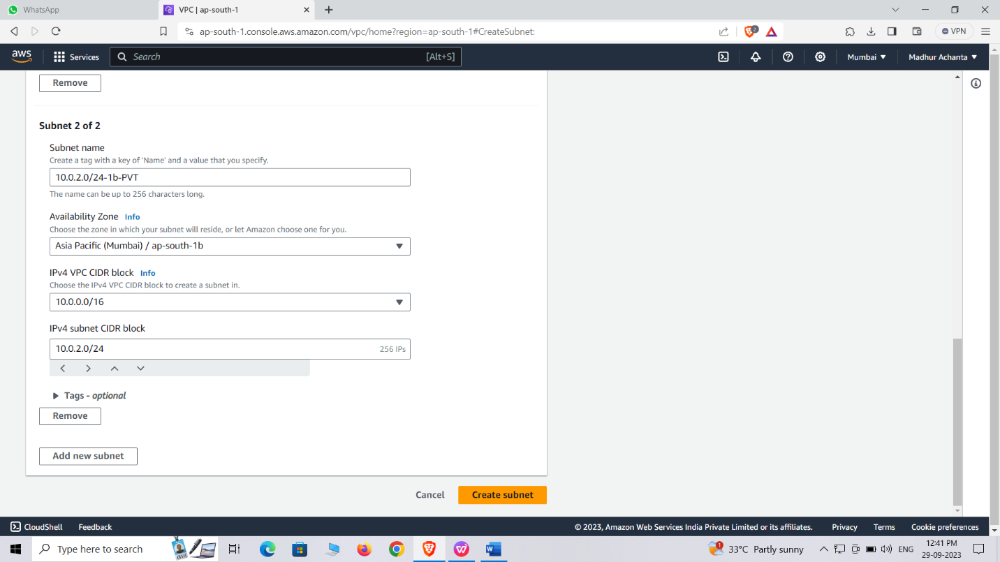 WhatsApp
VPC | ap-south-1
ap-south-1.console.aws.amazon.com/vpc/home?region=ap-south-1#CreateSubnet:
2
VPN
aws
Services
Search
[Alt+S]
Mumbai
Madhur Achanta
Remove
Subnet 2 of 2
Subnet name
Create a tag with a key of 'Name' and a value that you specify.
10.0.2.0/24-1b-PVT
The name can be up to 256 characters long.
Availability Zone Info
Choose the zone in which your subnet will reside, or let Amazon choose one for you.
Asia Pacific (Mumbai) / ap-south-1b
IPv4 VPC CIDR block Info
Choose the IPv4 VPC CIDR block to create a subnet in.
10.0.0.0/16
IPv4 subnet CIDR block
10.0.2.0/24 256 IPs
Tags - optional
Remove
Add new subnet
Cancel
Create subnet
CloudShell
Feedback
© 2023, Amazon Web Services India Private Limited or its affiliates.
Privacy
Terms
Cookie preferences
Type here to search
W
1
33°C Partly sunny
ENG
12:41 PM
29-09-2023